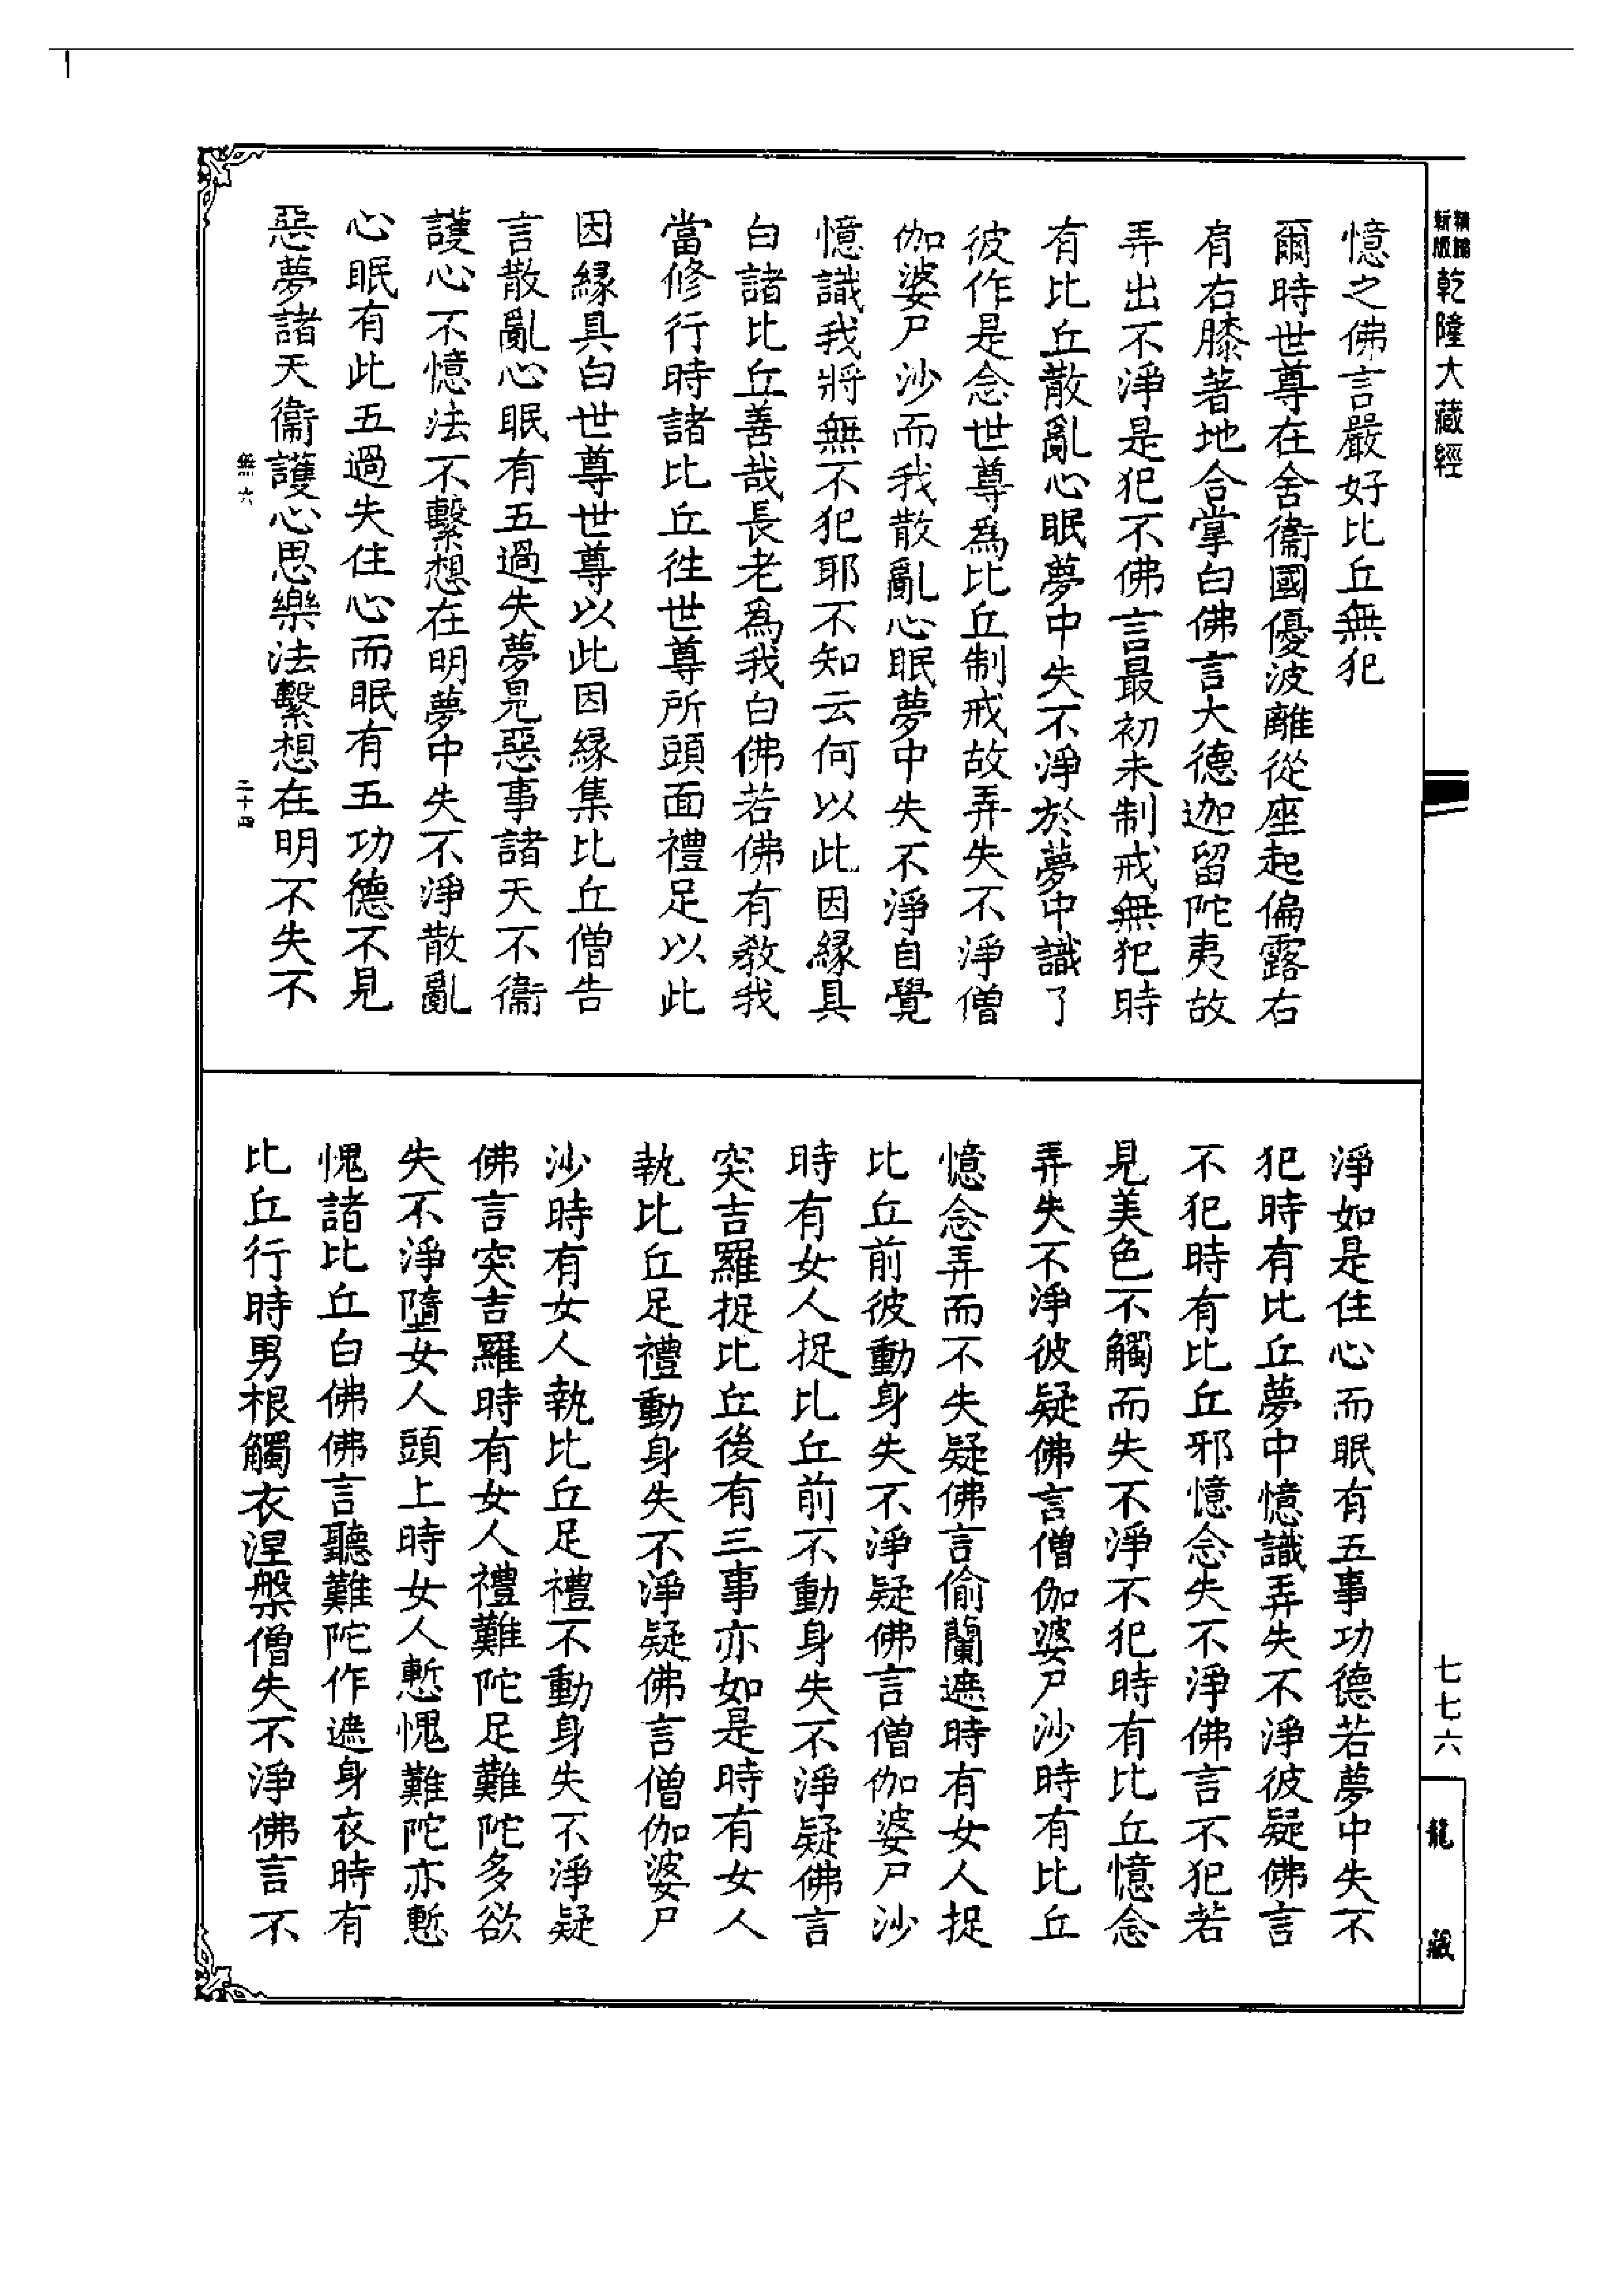 精編
新版
乾隆大藏經
憶之佛言嚴好比丘無犯
爾時世尊在舍衞國優波離從座起偏露右
肩右膝著地合掌白佛言大德迦留陀夷故
弄出不淨是犯不佛言最初未制戒無犯時
有比丘散亂心眠夢中失不淨於夢中識了
彼作是念世尊爲比丘制戒故弄失不淨僧
伽婆尸沙而我散亂心眠夢中失不淨自覺
憶識我將無不犯耶不知云何以此因緣具
白諸比丘善哉長老爲我白佛若佛有教我
當修行時諸比丘徃世尊所頭面禮足以此
因緣具白世尊世尊以此因緣集比丘僧告
言散亂心眠有五過失夢見惡事諸天不衞
護心不憶法不繫想在明夢中失不淨散亂
心眠有此五過失住心而眠有五功德不見
惡夢諸天衞護心思樂法繫想在明不失不
無六
二十四
淨如是住心而眠有五事功德若夢中失不
犯時有比丘夢中憶識弄失不淨彼疑佛言
不犯時有比丘邪憶念失不淨佛言不犯若
見美色不觸而失不淨不犯時有比丘憶念
弄失不淨彼疑佛言僧伽婆尸沙時有比丘
憶念弄而不失疑佛言偷蘭遮時有女人捉
比丘前彼動身失不淨疑佛言僧伽婆尸沙
時有女人捉比丘前不動身失不淨疑佛言
突吉羅捉比丘後有三事亦如是時有女人
執比丘足禮動身失不淨疑佛言僧伽婆尸
沙時有女人執比丘足禮不動身失不淨疑
佛言突吉羅時有女人禮難陀足難陀多欲
失不淨墮女人頭上時女人慙愧難陀亦慙
愧諸比丘白佛佛言聽難陀作遮身衣時有
比丘行時男根觸衣涅槃僧失不淨佛言不
七七六
龍
藏